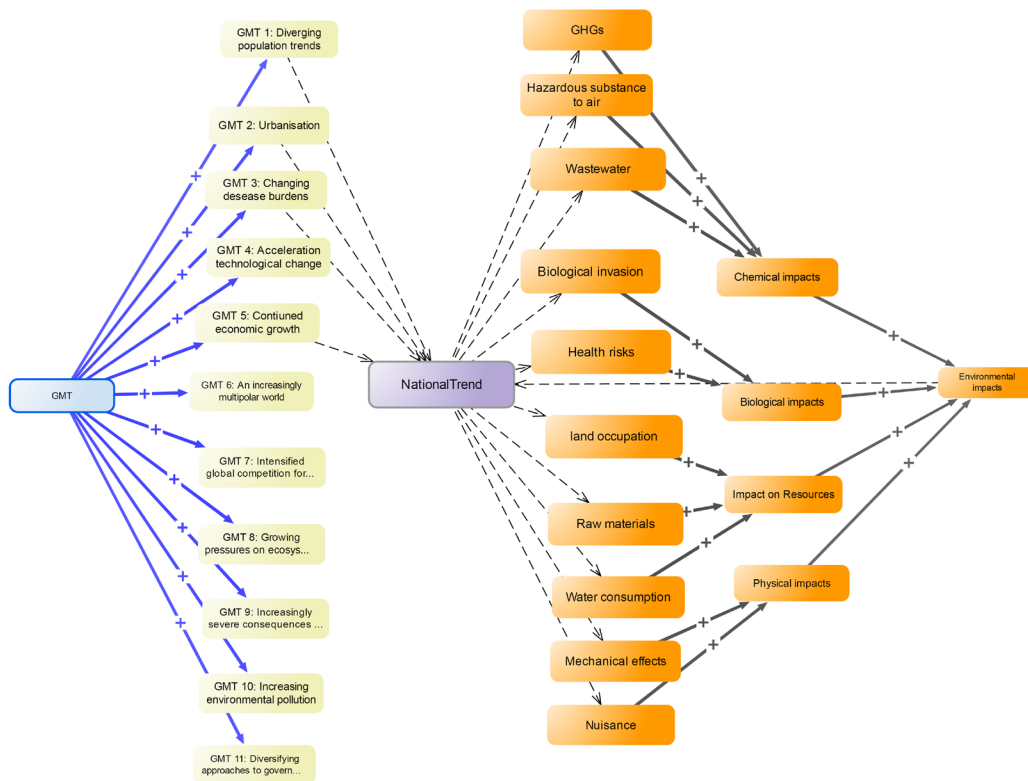 GMT 1: Diverging
population trends
GMT 2: Urbanisation
GMT 3: Changing
desease burdens
GMT 4: Acceleration
technological change
GMT 5: Contiuned
economic growth
GMT
GMT 6: An increasingly
multipolar world
GMT 7: Intensified
global competition for...
GMT 8: Growing
pressures on ecosys...
GMT 9: Increasingly
severe consequences ...
GMT 10: Increasing
environmental pollution
GMT 11: Diversifying
approaches to govern...
NationalTrend
GHGs
Hazardous substance
to air
Wastewater
Biological invasion
Health risks
land occupation
Raw materials
Water consumption
Mechanical effects
Nuisance
Chemical impacts
Biological impacts
Impact on Resources
Physical impacts
Environmental
impacts